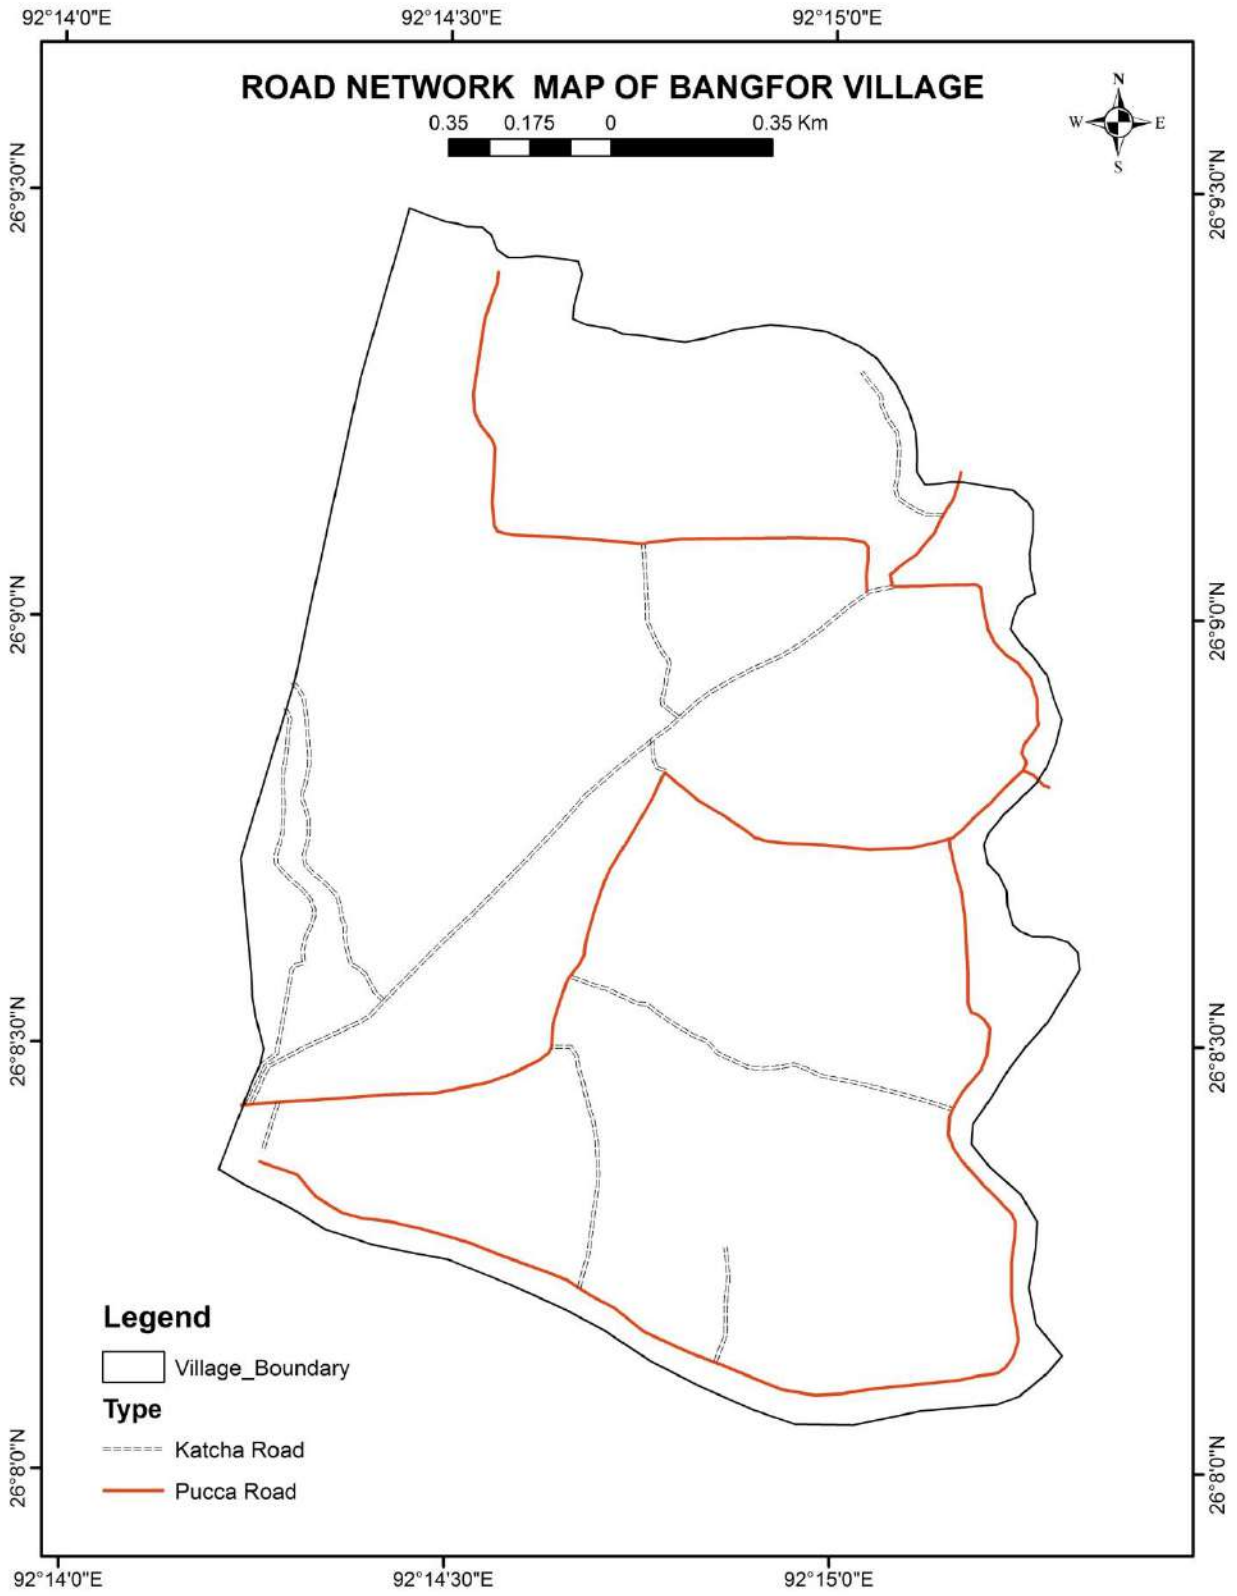 92°14'0"E 92°14'30"E 92°15'0"E
ROAD NETWORK MAP OF BANGFOR VILLAGE
0.35 0.175 0 0.35 Km
N
W E
S
26°9'30"N 26°9'30"N
26°9'0"N 26°9'0"N
26°8'30"N 26°8'30"N
Legend
Village_Boundary
Type
Katcha Road
Pucca Road
26°8'0"N 26°8'0"N
92°14'0"E 92°14'30"E 92°15'0"E